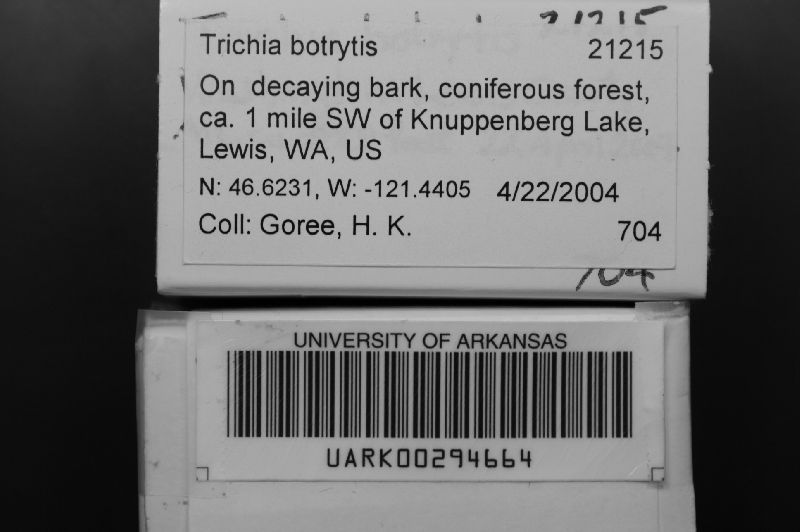 Trichia botrytis 21215
On decaying bark, coniferous forest,
ca. 1 mile SW of Knuppenberg Lake,
Lewis, WA, US
N: 46.6231, W: -121.4405 4/22/2004
Coll: Goree, H. K. 704
704
UNIVERSITY OF ARKANSAS
UARK00294664